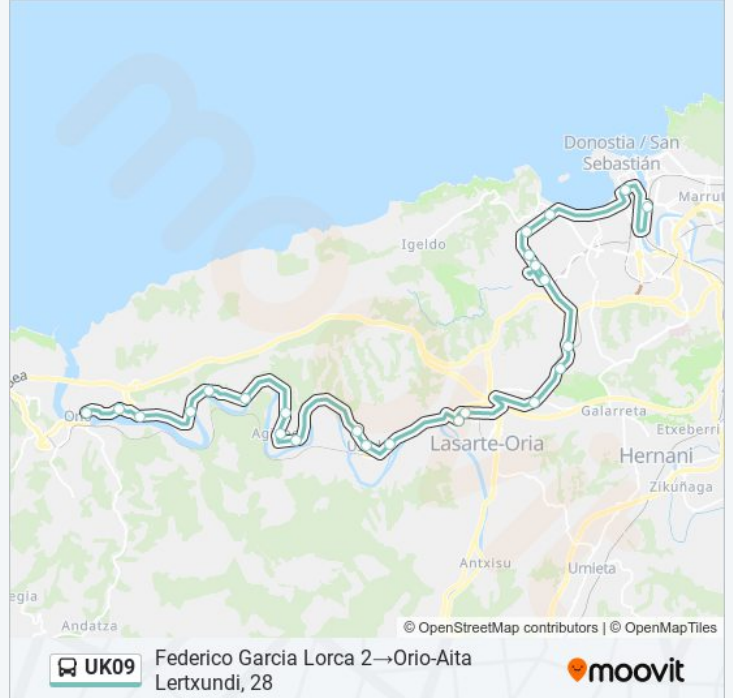 Donostia / San
Sebastián
Marrut
Igeldo
Galarreta
Lasarte-Oria
Etxeberri
Hernani
Zikuñaga
Antxisu
Umieta
egia
Andatza
© OpenStreetMap contributors | © OpenMapTiles
UK09
Federico Garcia Lorca 2→Orio-Aita
Lertxundi, 28
moovit